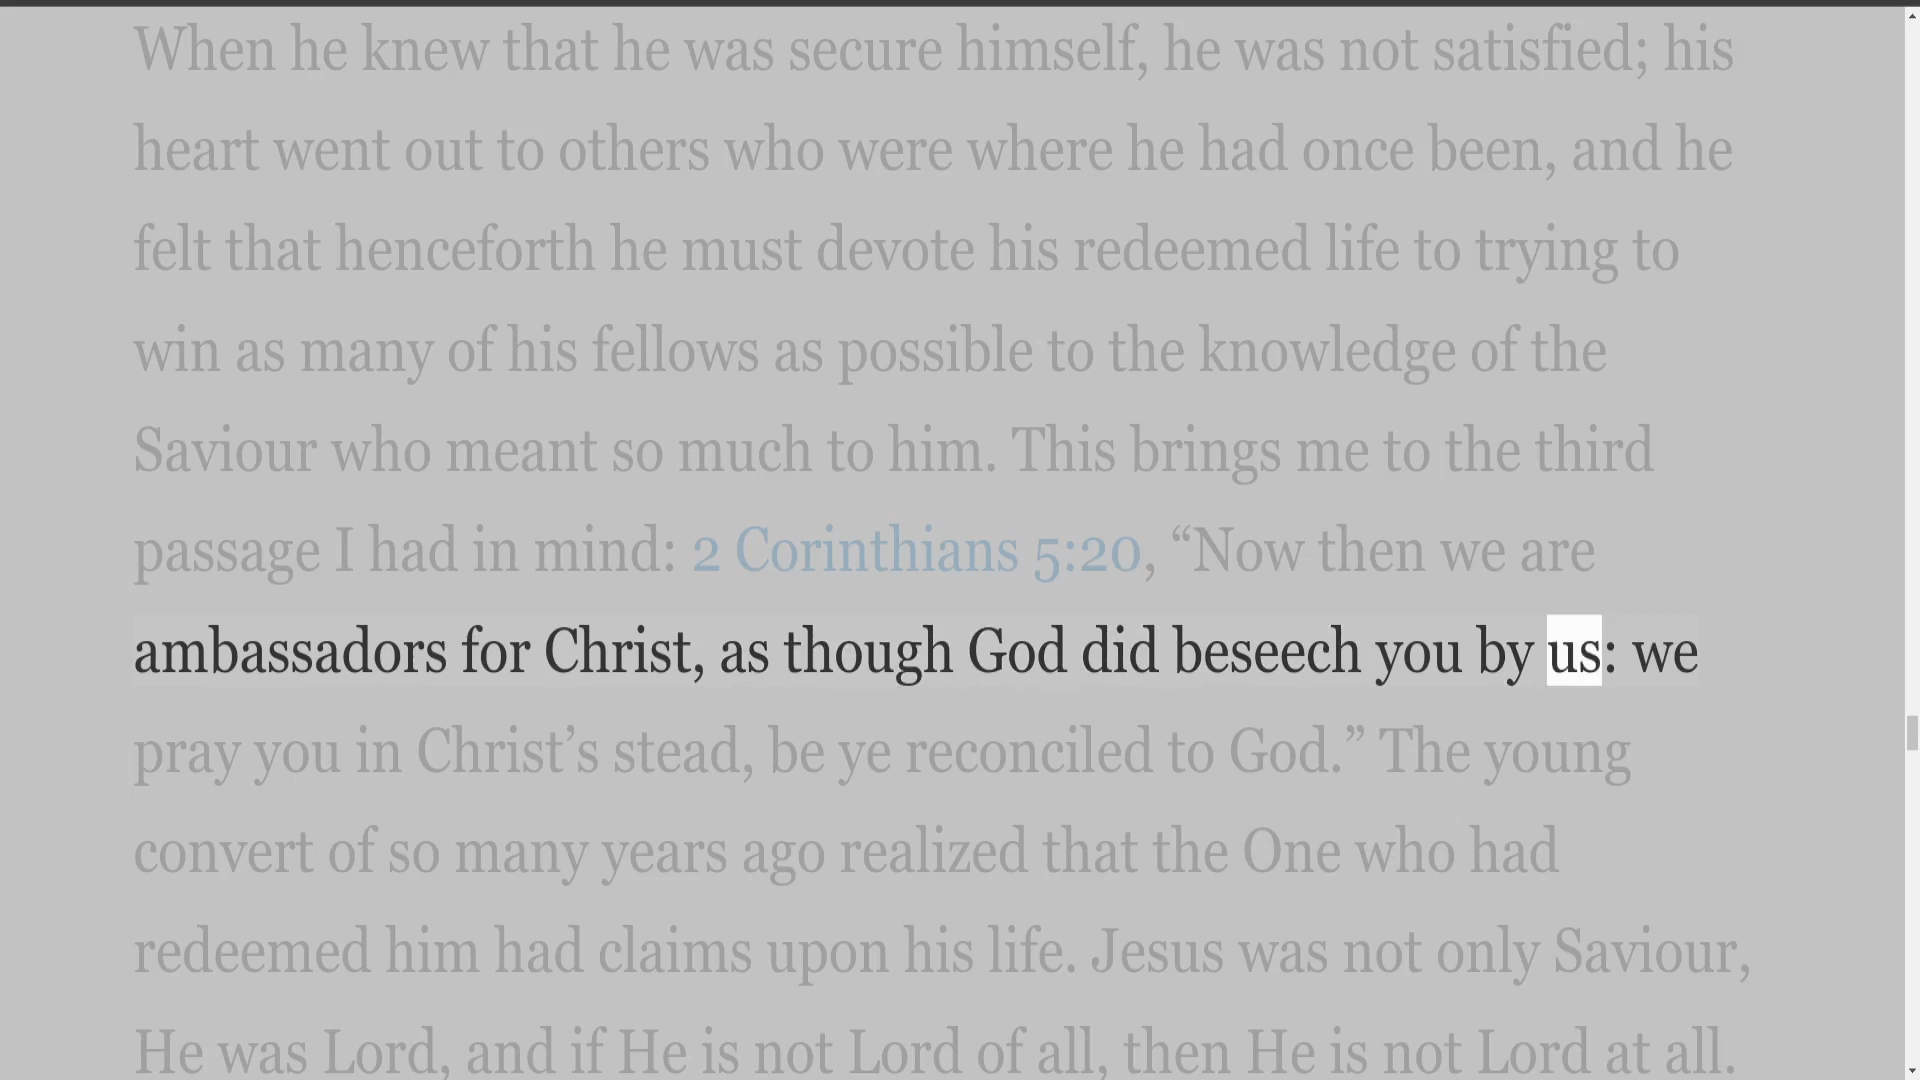 When he knew that he was secure himself, he was not satisfied; his
heart went out to others who were where he had once been, and he
felt that henceforth he must devote his redeemed life to trying to
win as many of his fellows as possible to the knowledge of the
Saviour who meant so much to him. This brings me to the third
passage I had in mind: 2 Corinthians 5:20, “Now then we are
ambassadors for Christ, as though God did beseech you by us: we
pray you in Christ’s stead, be ye reconciled to God.” The young
convert of so many years ago realized that the One who had
redeemed him had claims upon his life. Jesus was not only Saviour,
He was Lord, and if He is not Lord of all, then He is not Lord at all.